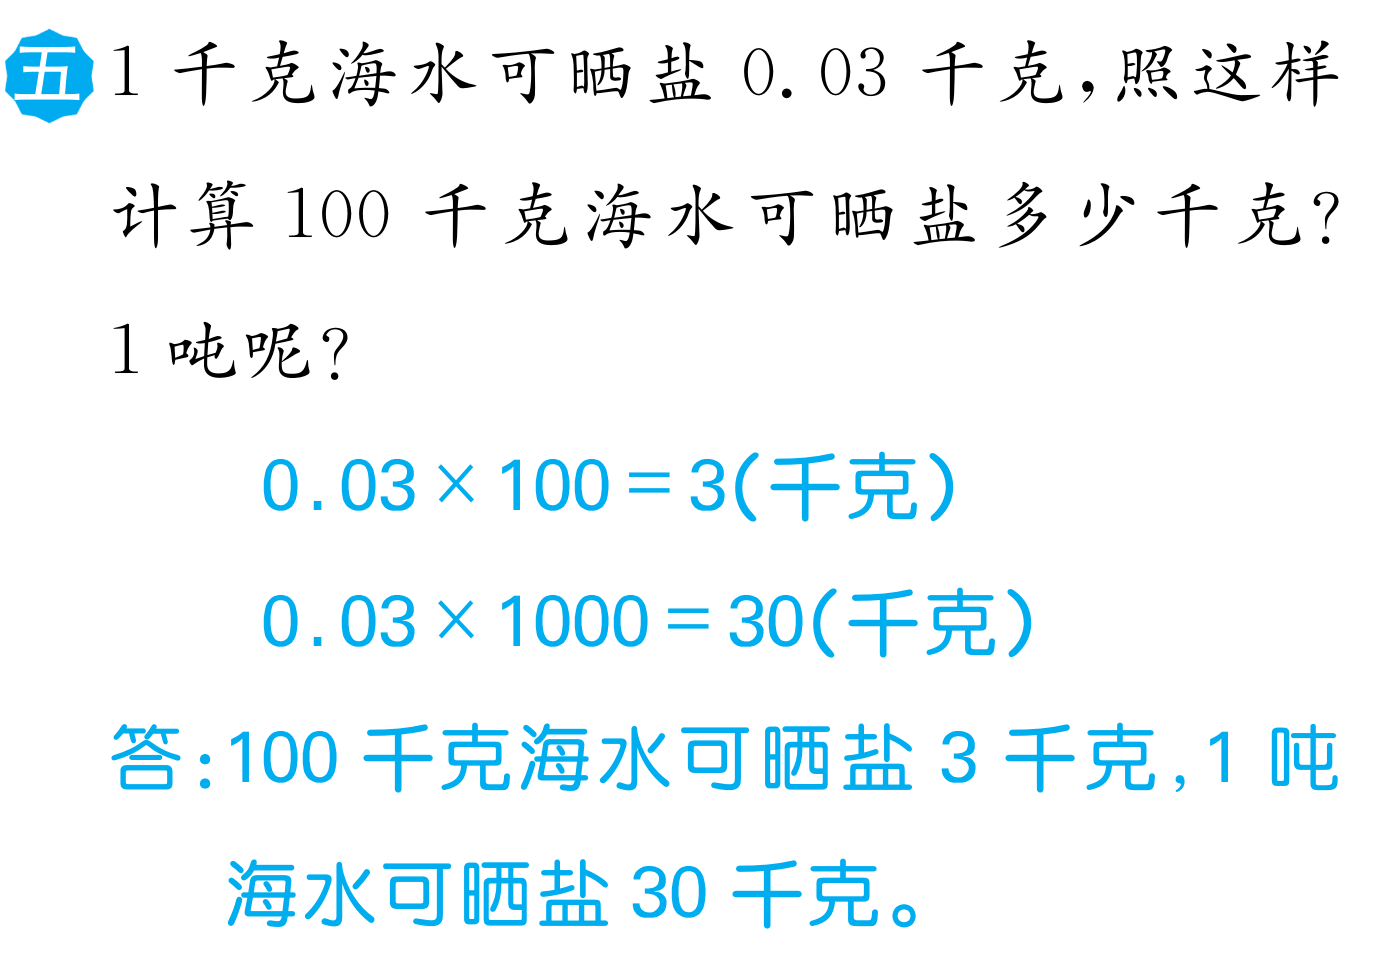 五 1 千克海水可晒盐 0.03 千克,照这样
计算 100 千克海水可晒盐多少千克?
1 吨呢?
0.03×100=3(千克)
0.03×1000=30(千克)
答:100 千克海水可晒盐 3 千克,1 吨
海水可晒盐 30 千克。